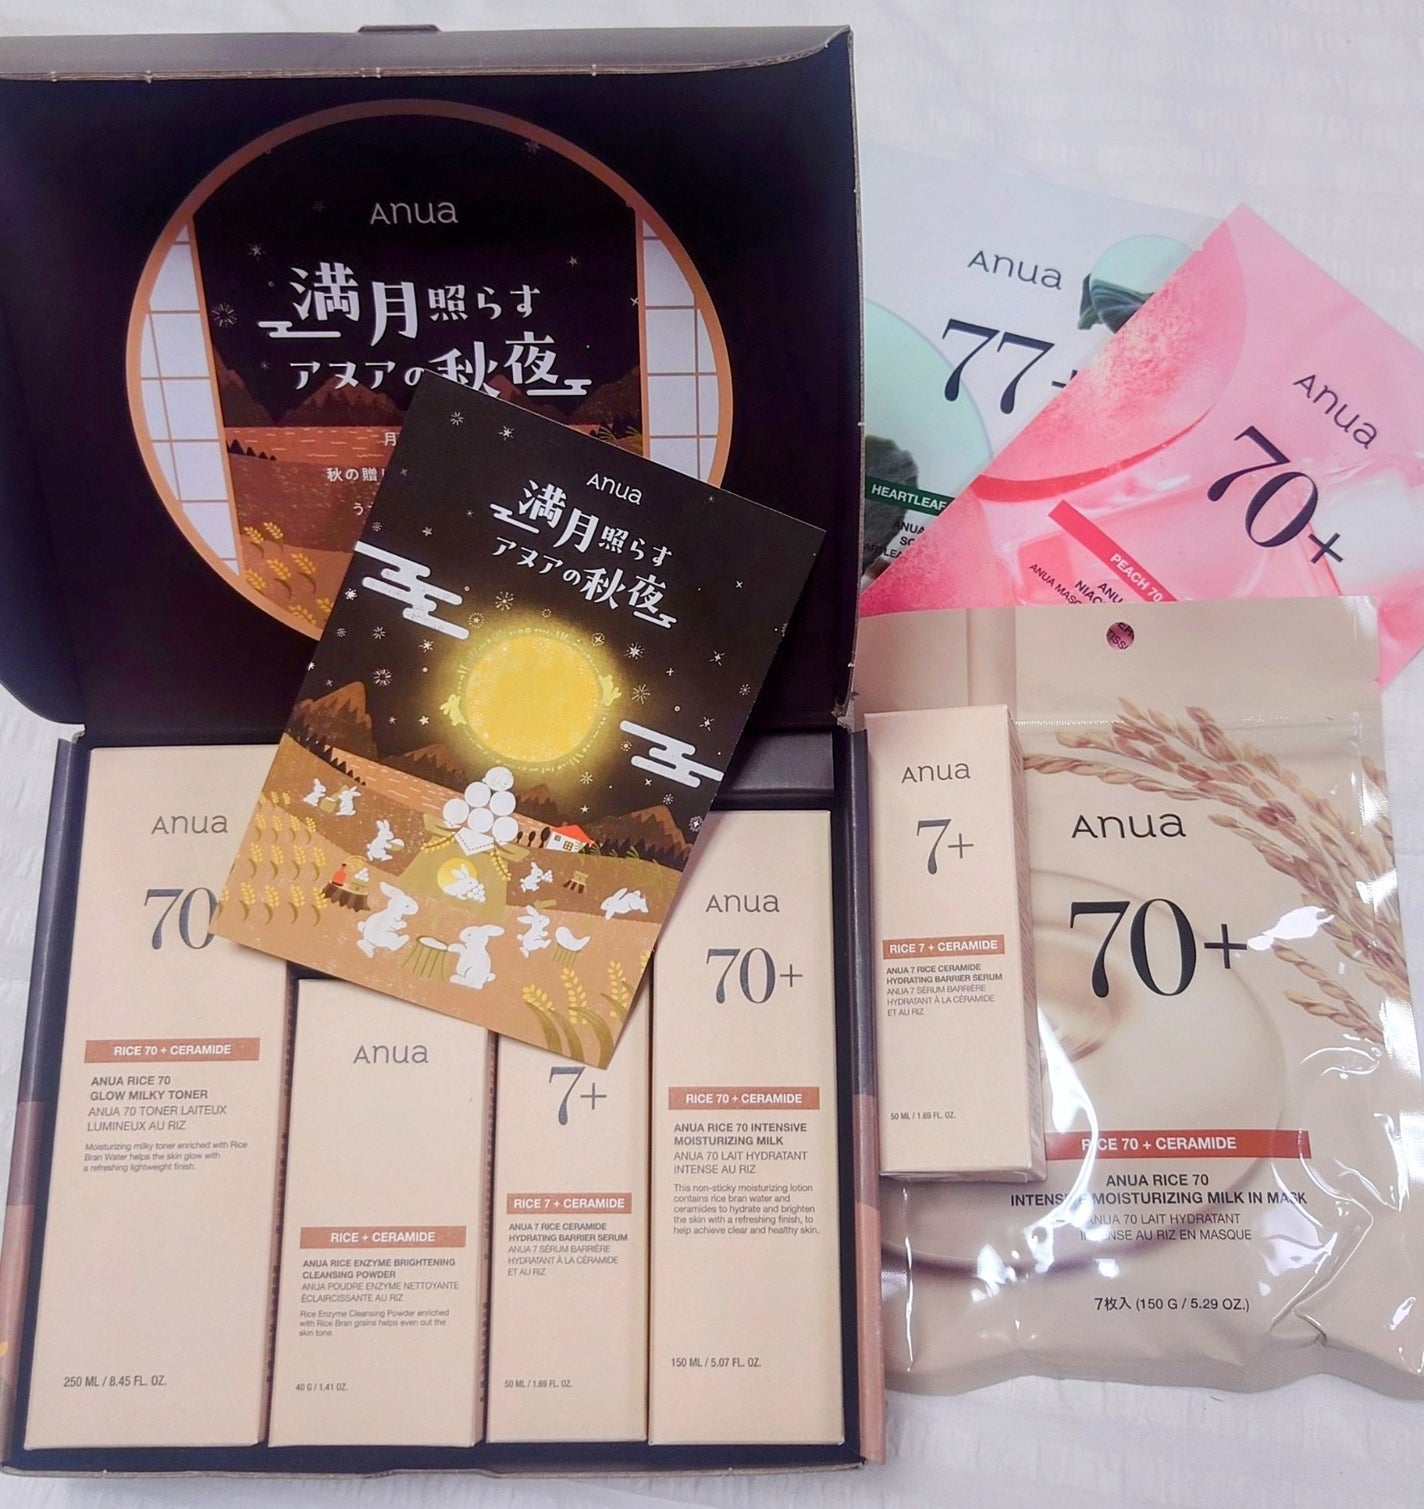 Anua
満月照らす
アヌアの秋夜
月
秋の贈
Anua
満月照らす
アヌアの秋夜
Anua
77+
HEARTLEAF
ANUA
Anua
70+
PEACH 70
Anua
70
RICE 70 + CERAMIDE
ANUA RICE 70
GLOW MILKY TONER
ANUA 70 TONER LAITEUX
LUMINEUX AU RIZ
Moisturizing milky toner enriched with Rice
Bran Water helps the skin glow with
a refreshing lightweight finish.
250 ML / 8.45 FL. OZ.
Anua
RICE + CERAMIDE
ANUA RICE ENZYME BRIGHTENING
CLEANSING POWDER
ANUA POUDRE ENZYME NETTOYANTE
ÉCLAIRCISSANTE AU RIZ
Rice Enzyme Cleansing Powder enriched
with Rice Bran grains helps even out the
skin tone.
40 G / 1.41 OZ.
7+
RICE 7 + CERAMIDE
ANUA 7 RICE CERAMIDE
HYDRATING BARRIER SERUM
ANUA 7 SÉRUM BARRIÈRE
HYDRATANT À LA CÉRAMIDE
ET AU RIZ
50 ML / 1.69 FL. OZ.
Anua
70+
RICE 70 + CERAMIDE
ANUA RICE 70 INTENSIVE
MOISTURIZING MILK
ANUA 70 LAIT HYDRATANT
INTENSE AU RIZ
This non-sticky moisturizing lotion
contains rice bran water and
ceramides to hydrate and brighten
the skin with a refreshing finish, to
help achieve clear and healthy skin.
150 ML / 5.07 FL. OZ.
Anua
7+
RICE 7 + CERAMIDE
ANUA 7 RICE CERAMIDE
HYDRATING BARRIER SERUM
ANUA 7 SÉRUM BARRIÈRE
HYDRATANT À LA CÉRAMIDE
ET AU RIZ
50 ML / 1.69 FL. OZ.
Anua
70+
RICE 70 + CERAMIDE
ANUA RICE 70
MOISTURIZING MILK IN MASK
ANUA 70 LAIT HYDRATANT
AU RIZ EN MASQUE
7枚入 (150 G / 5.29 OZ.)